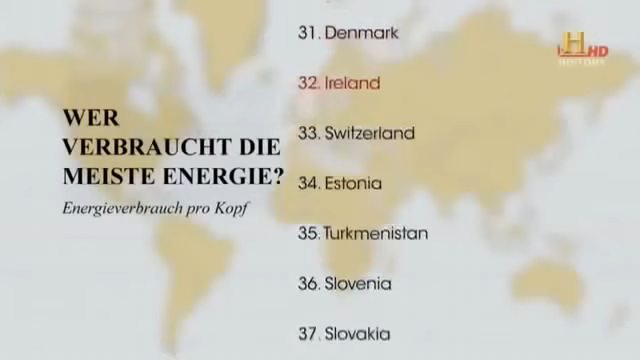 31. Denmark
32. Ireland
33. Switzerland
34. Estonia
35. Turkmenistan
36. Slovenia
37. Slovakia
WER
VERBRAUCHT DIE
MEISTE ENERGIE?
Energieverbrauch pro Kopf
H HD
HISTORY